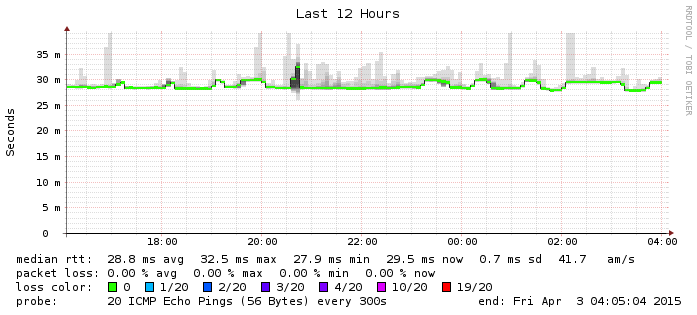 Last 12 Hours
RRDTOOL / TOBI OETIKER
Seconds
35 m
30 m
25 m
20 m
15 m
10 m
5 m
0
18:00 20:00 22:00 00:00 02:00 04:00
median rtt: 28.8 ms avg 32.5 ms max 27.9 ms min 29.5 ms now 0.7 ms sd 41.7 am/s
packet loss: 0.00 % avg 0.00 % max 0.00 % min 0.00 % now
loss color: 0 1/20 2/20 3/20 4/20 10/20 19/20
probe: 20 ICMP Echo Pings (56 Bytes) every 300s end: Fri Apr 3 04:05:04 2015